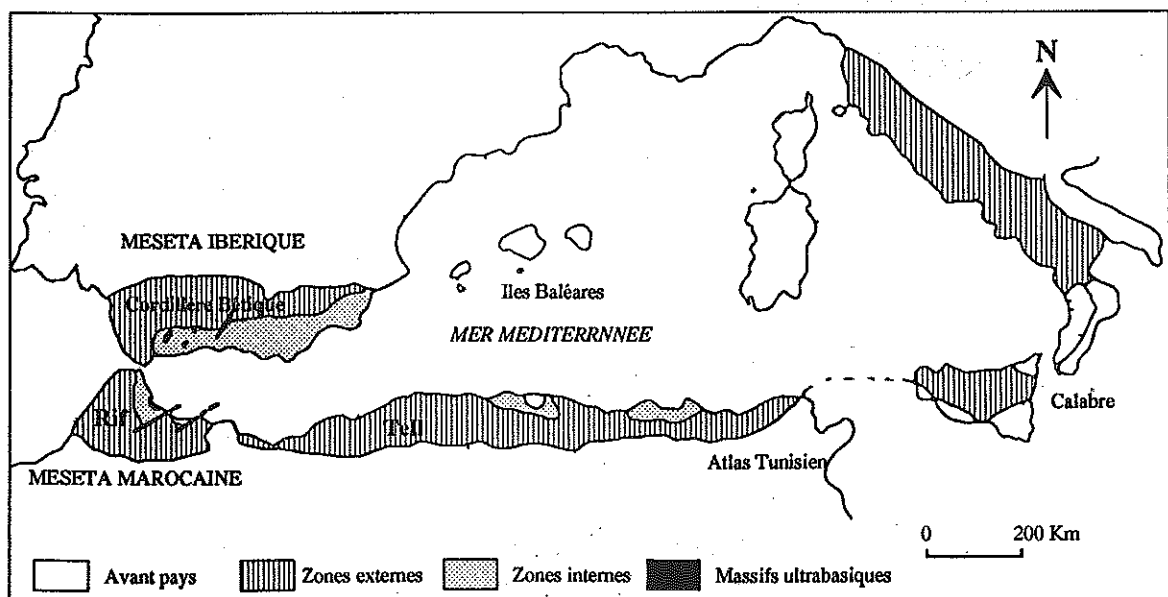 N
MESETA IBERIQUE
Cordillère Bétique
Iles Baléares
MER MEDITERRNNEE
Rif
Tell
Calabre
Atlas Tunisien
MESETA MAROCAINE
0 200 Km
Avant pays Zones externes Zones internes Massifs ultrabasiques